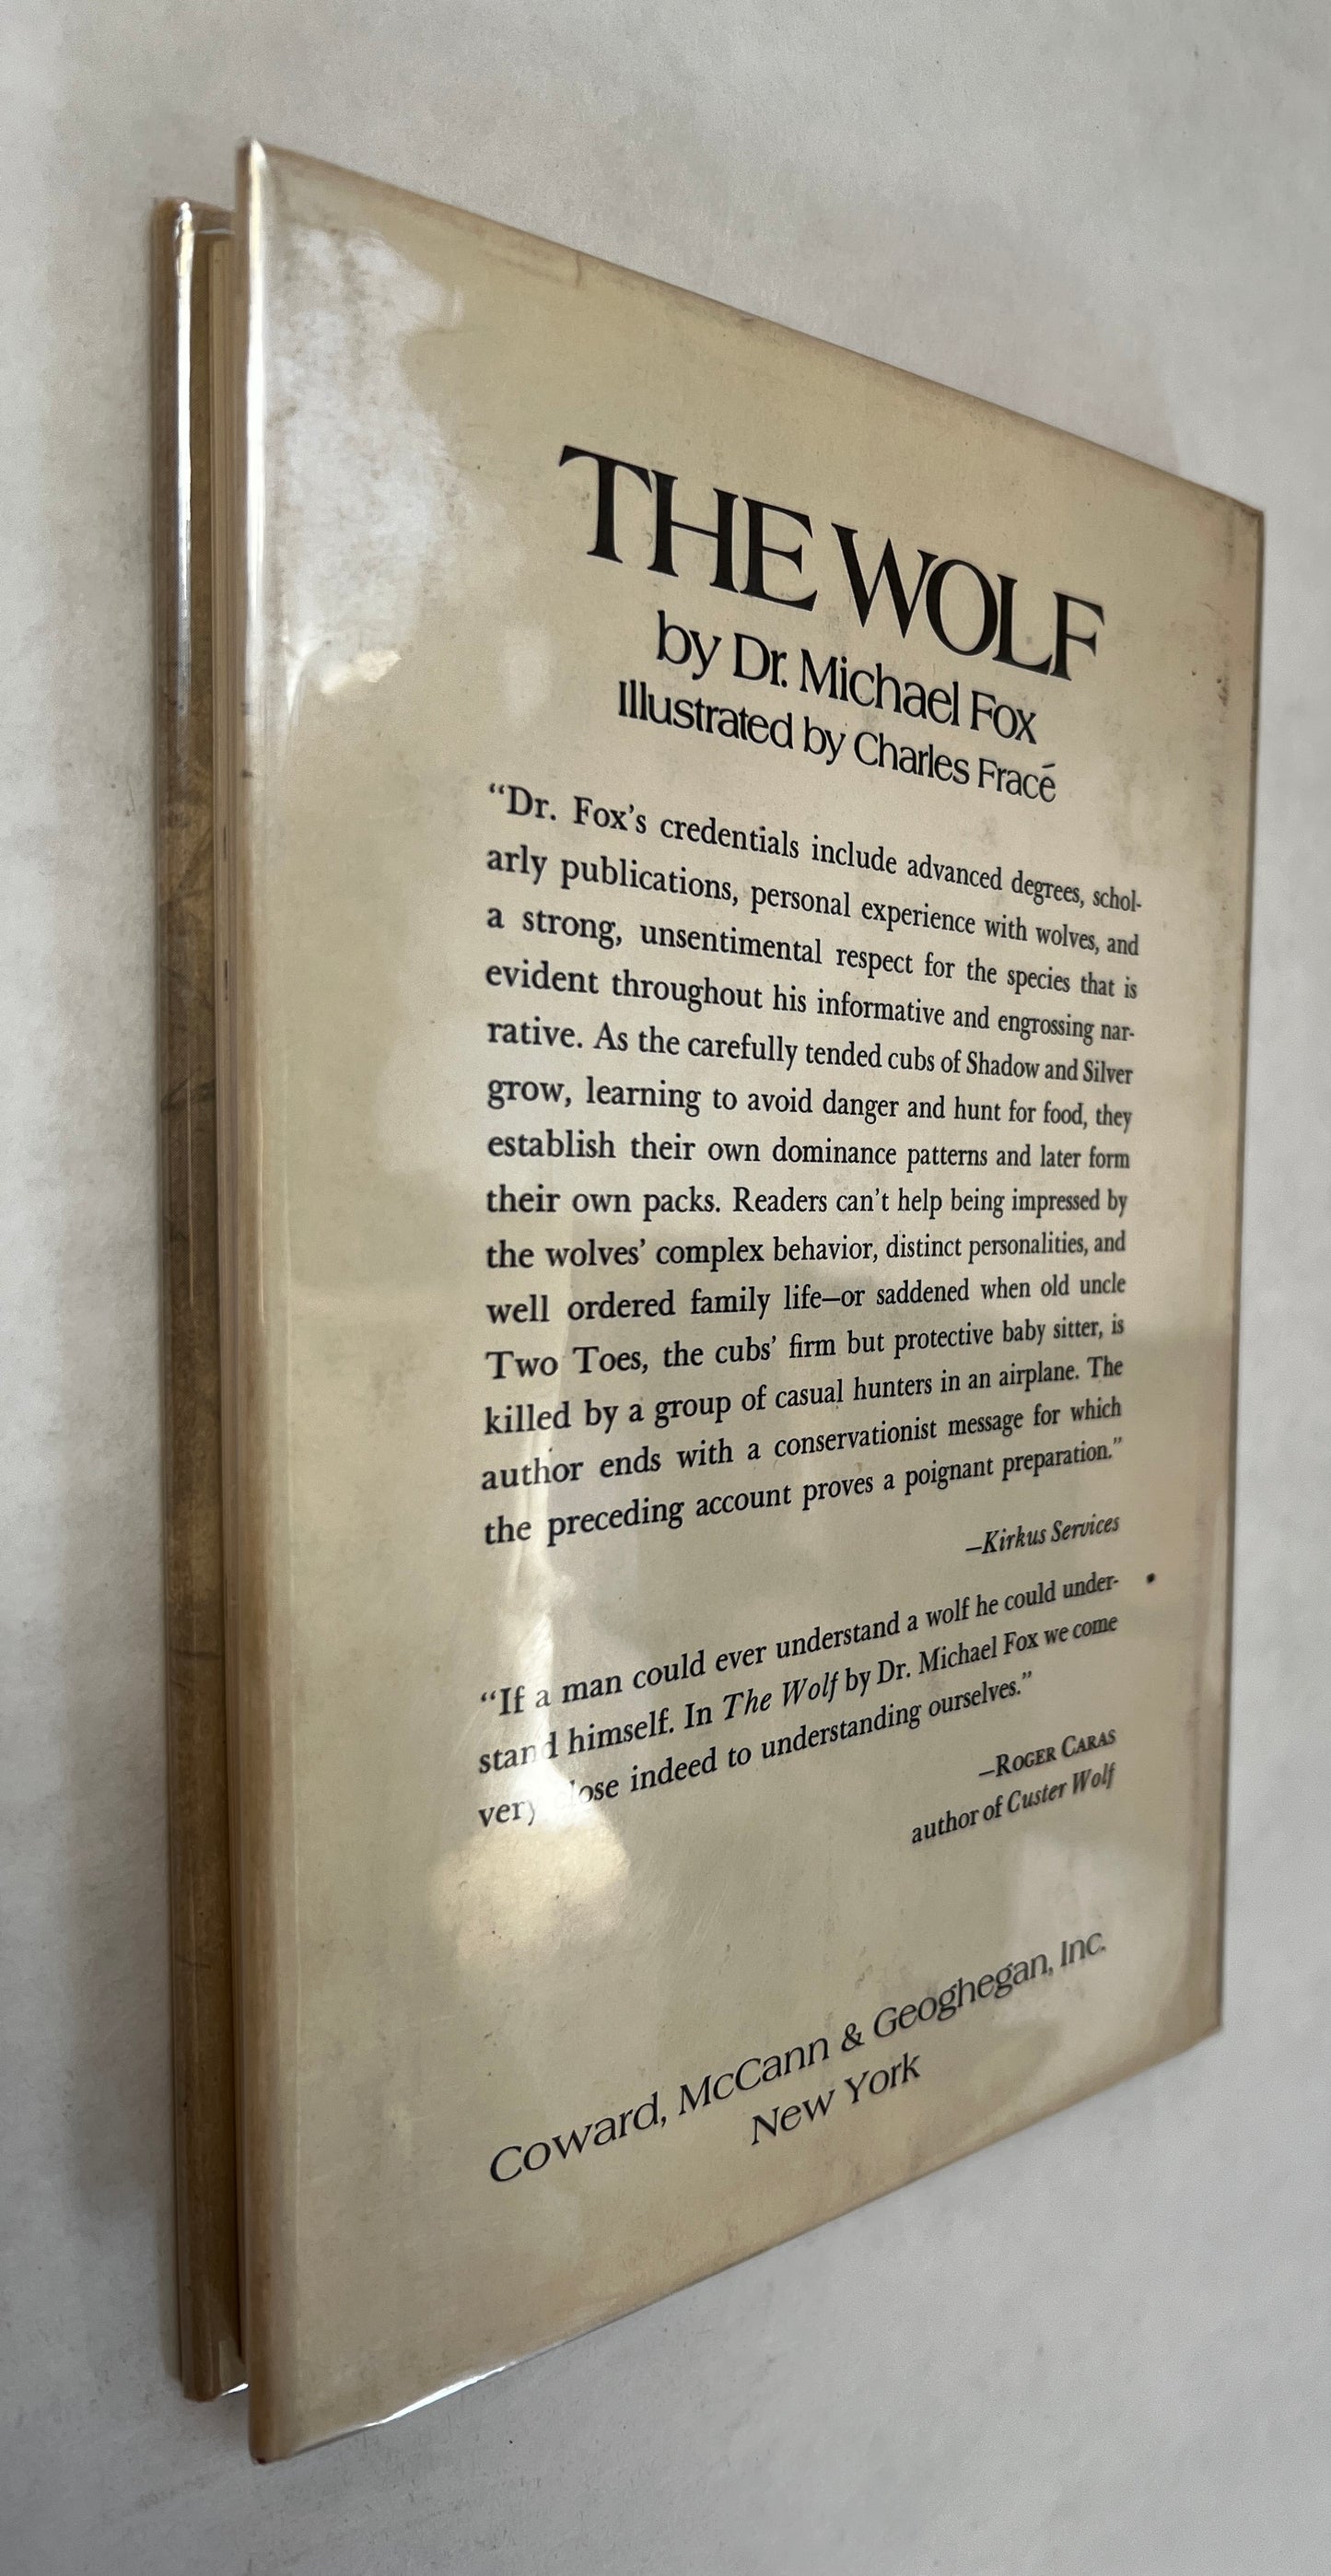 THE WOLF
by Dr. Michael Fox
Illustrated by Charles Fracé
“Dr. Fox’s credentials include advanced degrees, schol-
arly publications, personal experience with wolves, and
a strong, unsentimental respect for the species that is
evident throughout his informative and engrossing nar-
rative. As the carefully tended cubs of Shadow and Silver
grow, learning to avoid danger and hunt for food, they
establish their own dominance patterns and later form
their own packs. Readers can’t help being impressed by
the wolves’ complex behavior, distinct personalities, and
well ordered family life—or saddened when old uncle
Two Toes, the cubs’ firm but protective baby sitter, is
killed by a group of casual hunters in an airplane. The
author ends with a conservationist message for which
the preceding account proves a poignant preparation.”
—Kirkus Services
“If a man could ever understand a wolf he could under-
stand himself. In The Wolf by Dr. Michael Fox we come
very close indeed to understanding ourselves.”
—ROGER CARAS
author of Custer Wolf
Coward, McCann & Geoghegan, Inc.
New York